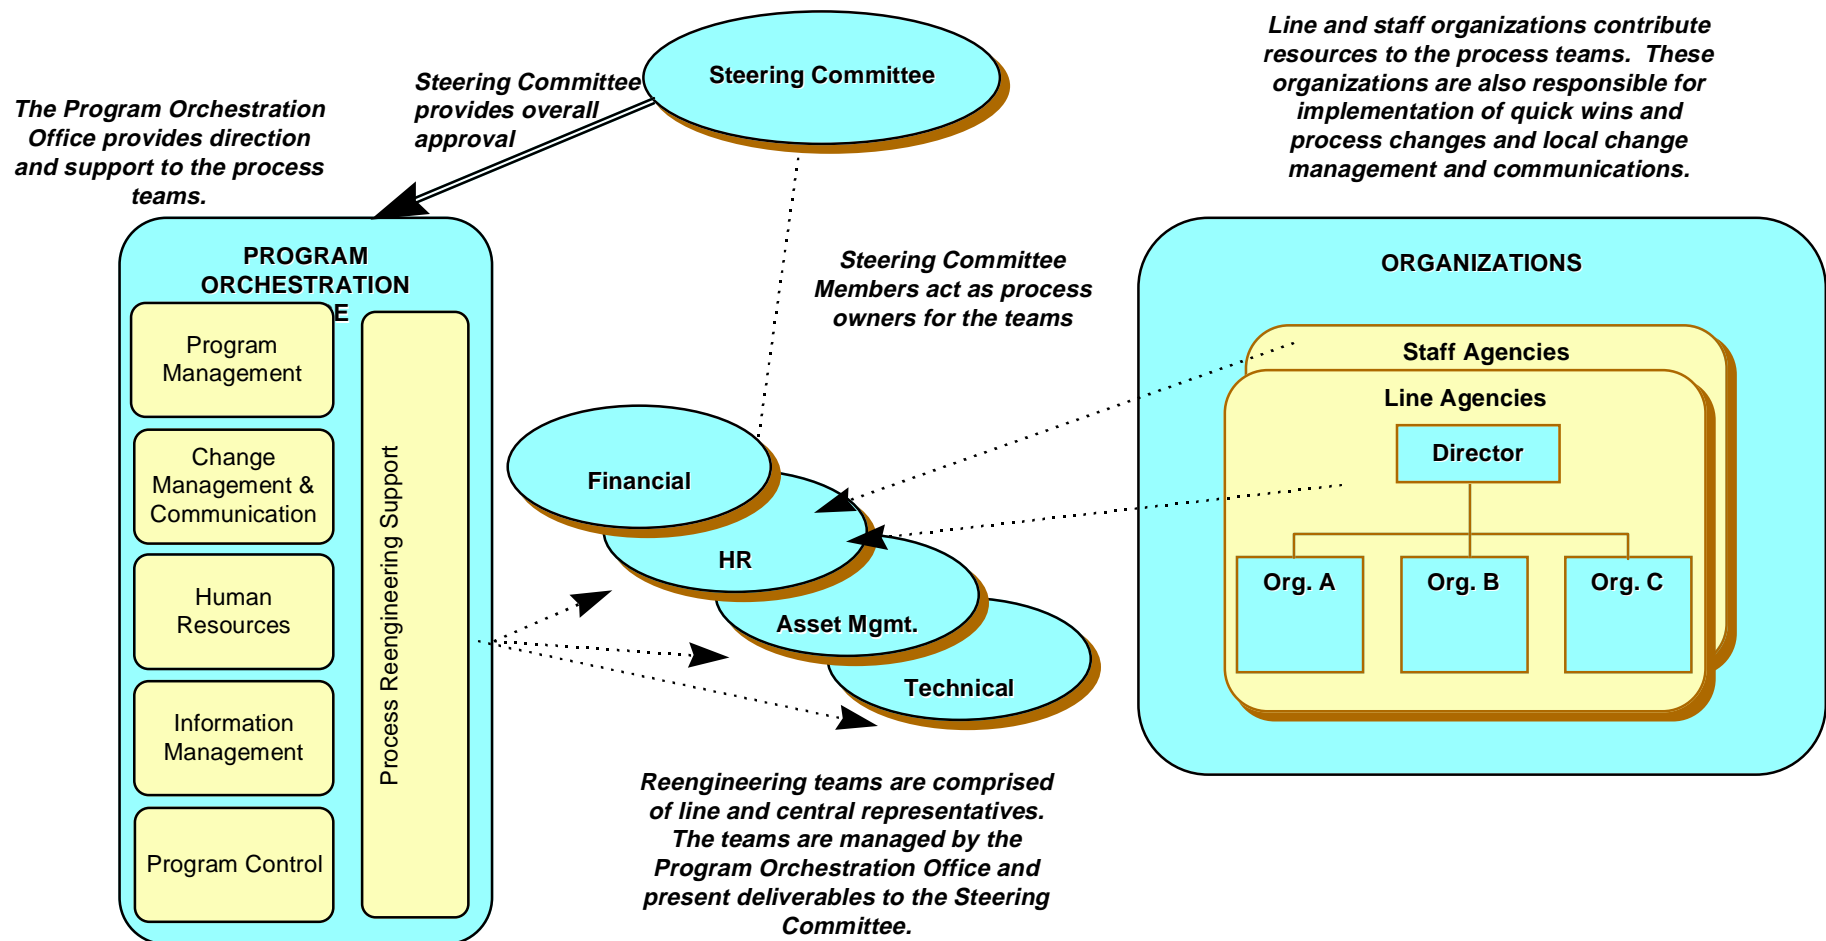 Steering Committee
Line and staff organizations contribute
resources to the process teams.  These
organizations are also responsible for
implementation of quick wins and
process changes and local change
management and communications.
Steering Committee
provides overall
approval
The Program Orchestration
Office provides direction
and support to the process
teams.
PROGRAM
ORCHESTRATION
E
Program
Management
Change
Management &
Communication
Human
Resources
Information
Management
Program Control
Process Reengineering Support
Steering Committee
Members act as process
owners for the teams
Financial
HR
Asset Mgmt.
Technical
Reengineering teams are comprised
of line and central representatives.
The teams are managed by the
Program Orchestration Office and
present deliverables to the Steering
Committee.
ORGANIZATIONS
Staff Agencies
Line Agencies
Director
Org. A
Org. B
Org. C